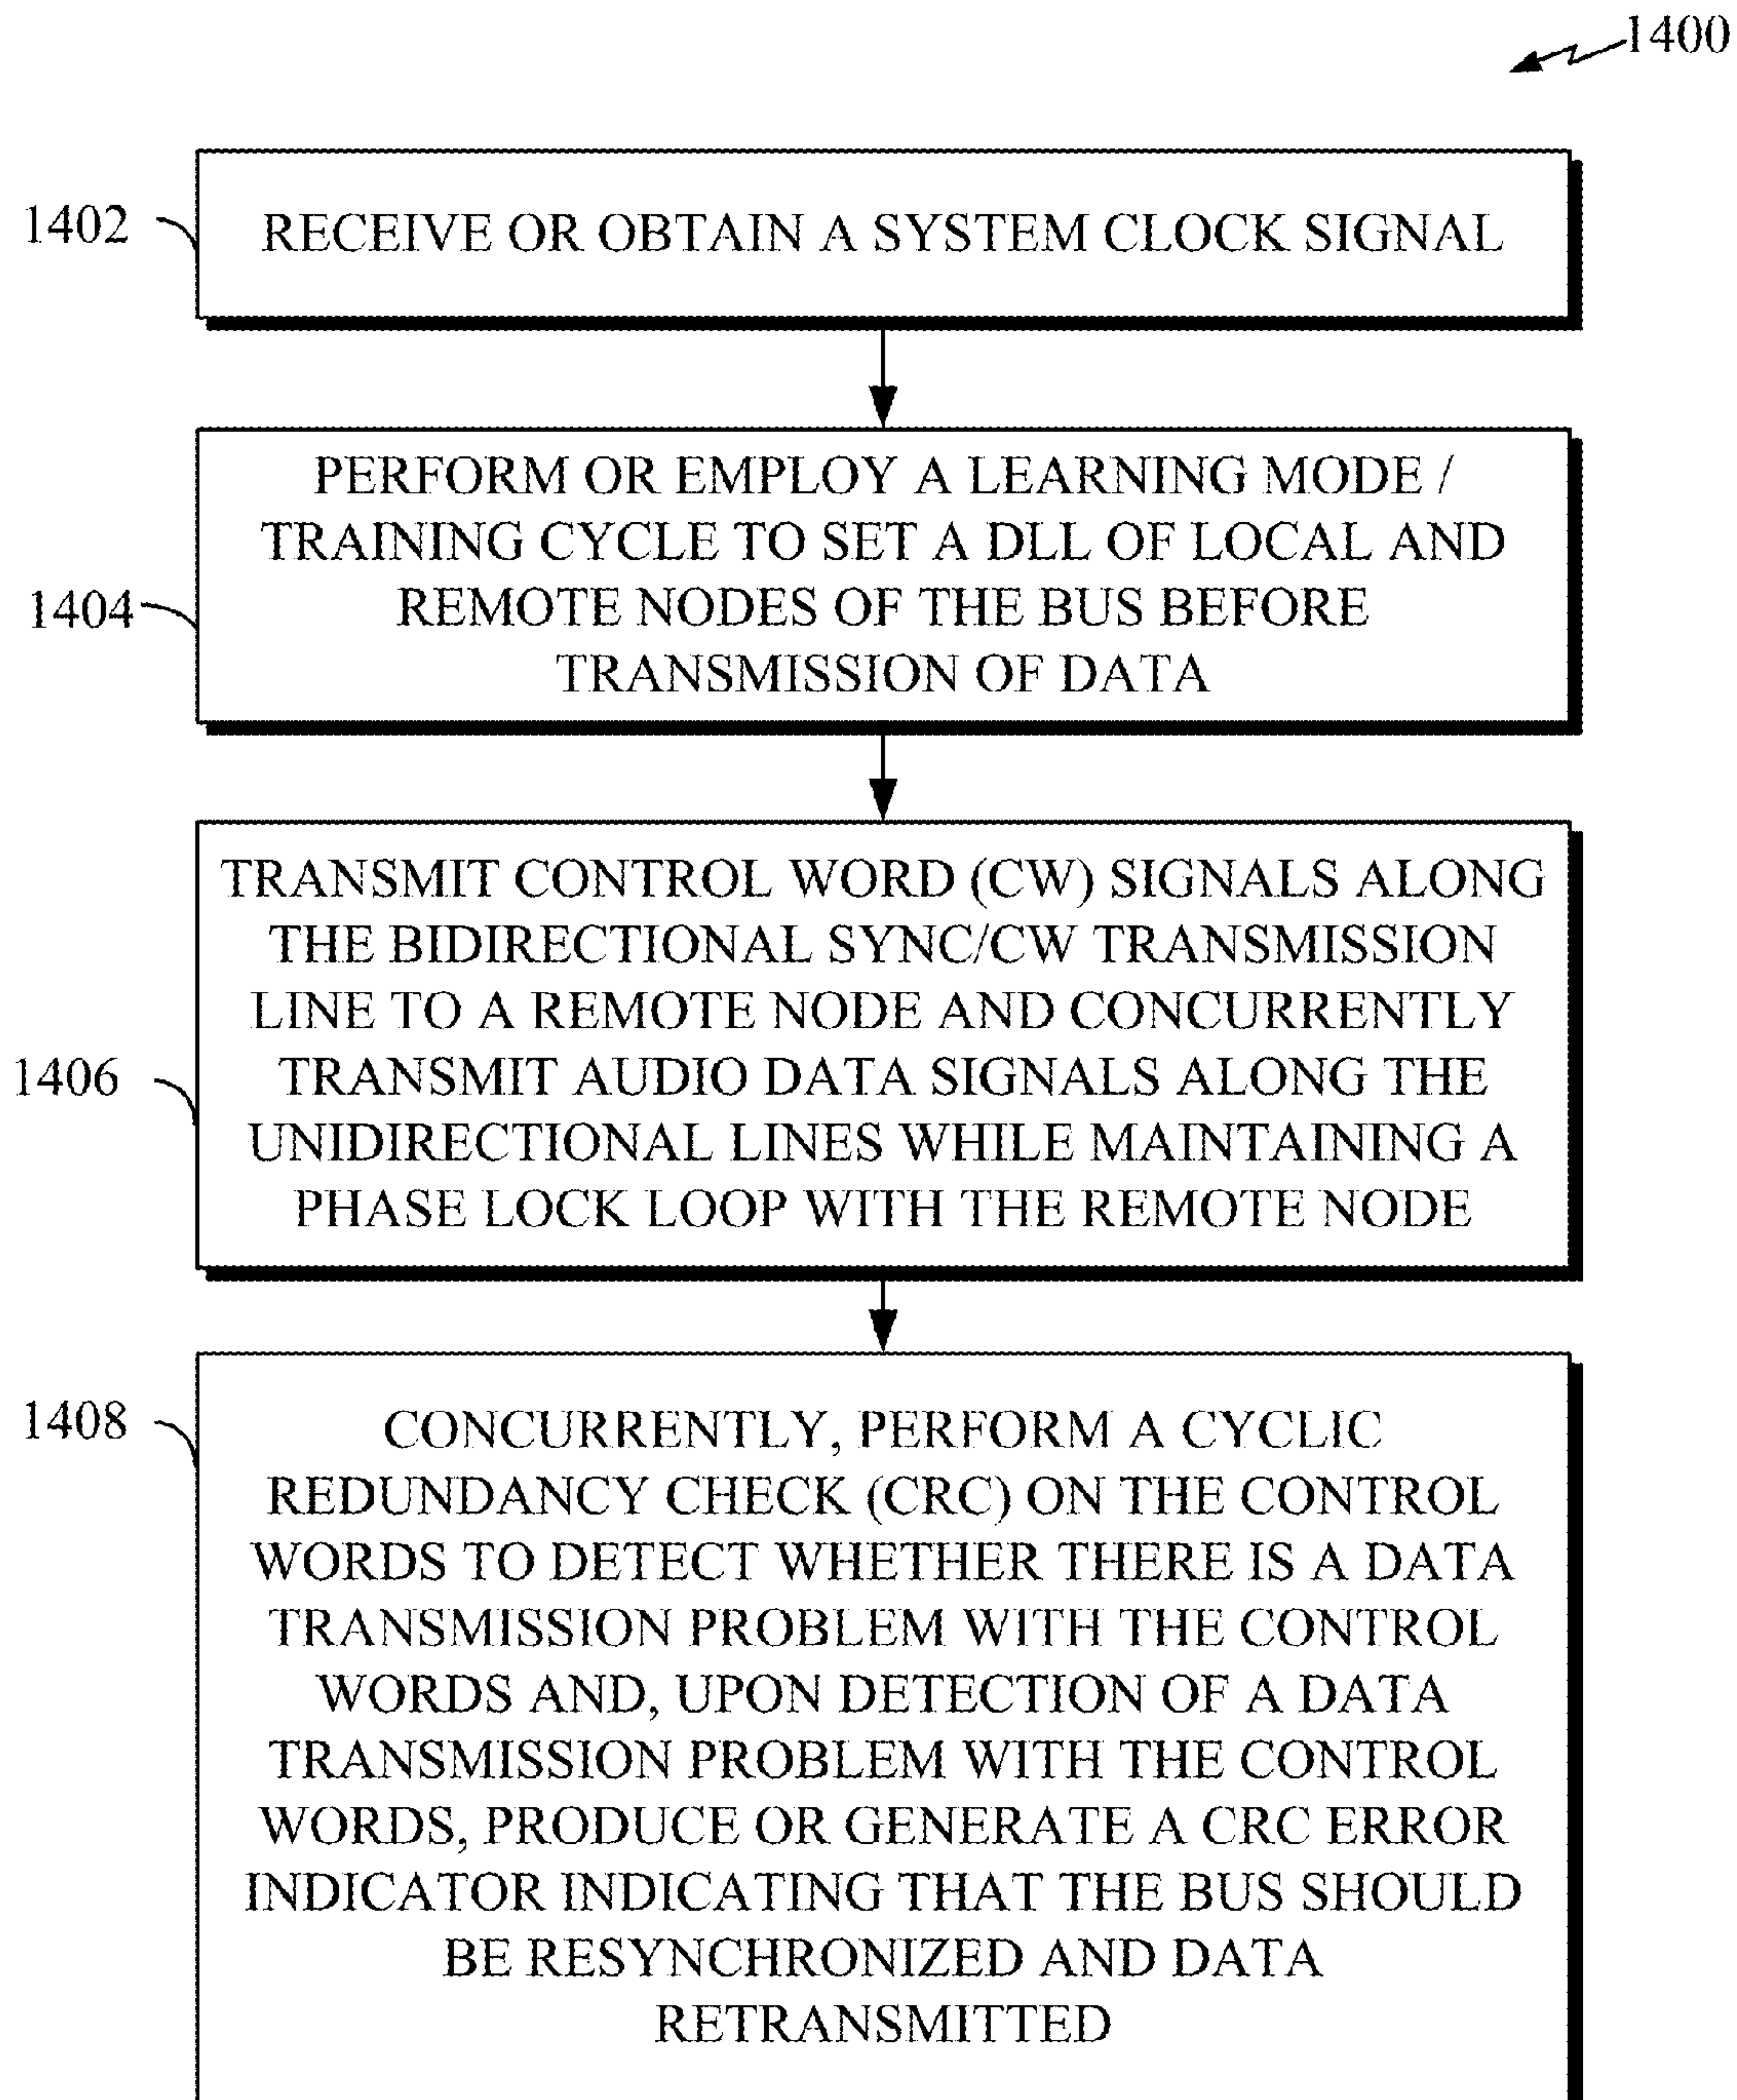 1400
1402
RECEIVE OR OBTAIN A SYSTEM CLOCK SIGNAL
PERFORM OR EMPLOY A LEARNING MODE /
TRAINING CYCLE TO SET A DLL OF LOCAL AND
1404
REMOTE NODES OF THE BUS BEFORE
TRANSMISSION OF DATA
TRANSMIT CONTROL WORD (CW) SIGNALS ALONG
THE BIDIRECTIONAL SYNC/CW TRANSMISSION
LINE TO A REMOTE NODE AND CONCURRENTLY
1406
TRANSMIT AUDIO DATA SIGNALS ALONG THE
UNIDIRECTIONAL LINES WHILE MAINTAINING A
PHASE LOCK LOOP WITH THE REMOTE NODE
1408
CONCURRENTLY, PERFORM A CYCLIC
REDUNDANCY CHECK (CRC) ON THE CONTROL
WORDS TO DETECT WHETHER THERE IS A DATA
TRANSMISSION PROBLEM WITH THE CONTROL
WORDS AND, UPON DETECTION OF A DATA
TRANSMISSION PROBLEM WITH THE CONTROL
WORDS, PRODUCE OR GENERATE A CRC ERROR
INDICATOR INDICATING THAT THE BUS SHOULD
BE RESYNCHRONIZED AND DATA
RETRANSMITTED